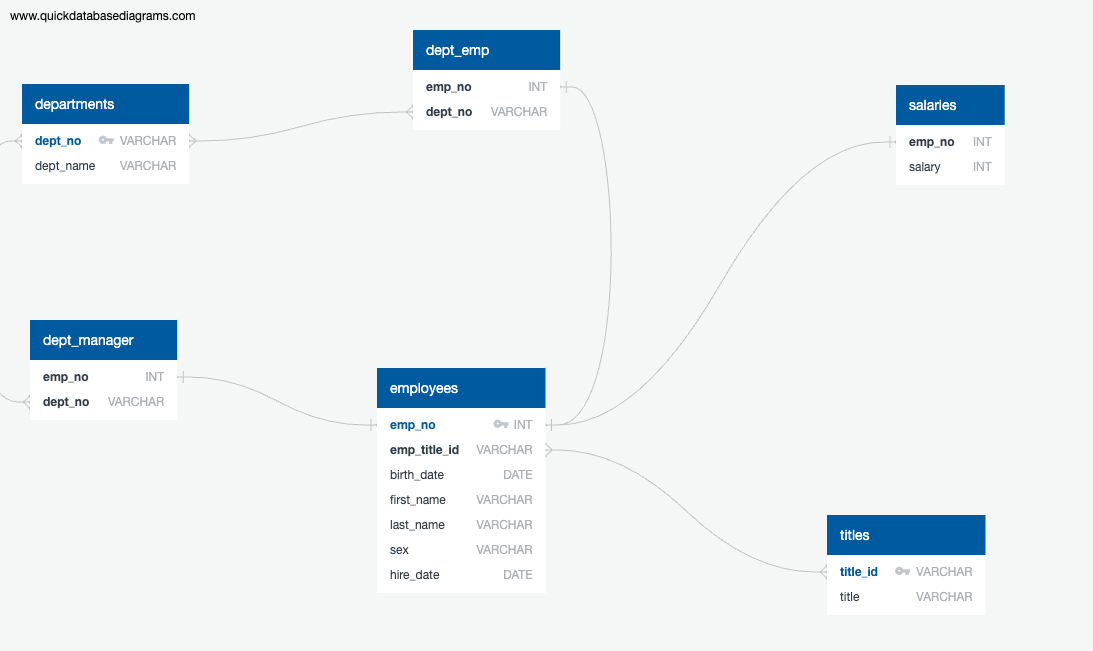 www.quickdatabasediagrams.com
dept_emp
emp_no INT
dept_no VARCHAR
departments
dept_no VARCHAR
dept_name VARCHAR
salaries
emp_no INT
salary INT
dept_manager
emp_no INT
dept_no VARCHAR
employees
emp_no INT
emp_title_id VARCHAR
birth_date DATE
first_name VARCHAR
last_name VARCHAR
sex VARCHAR
hire_date DATE
titles
title_id VARCHAR
title VARCHAR